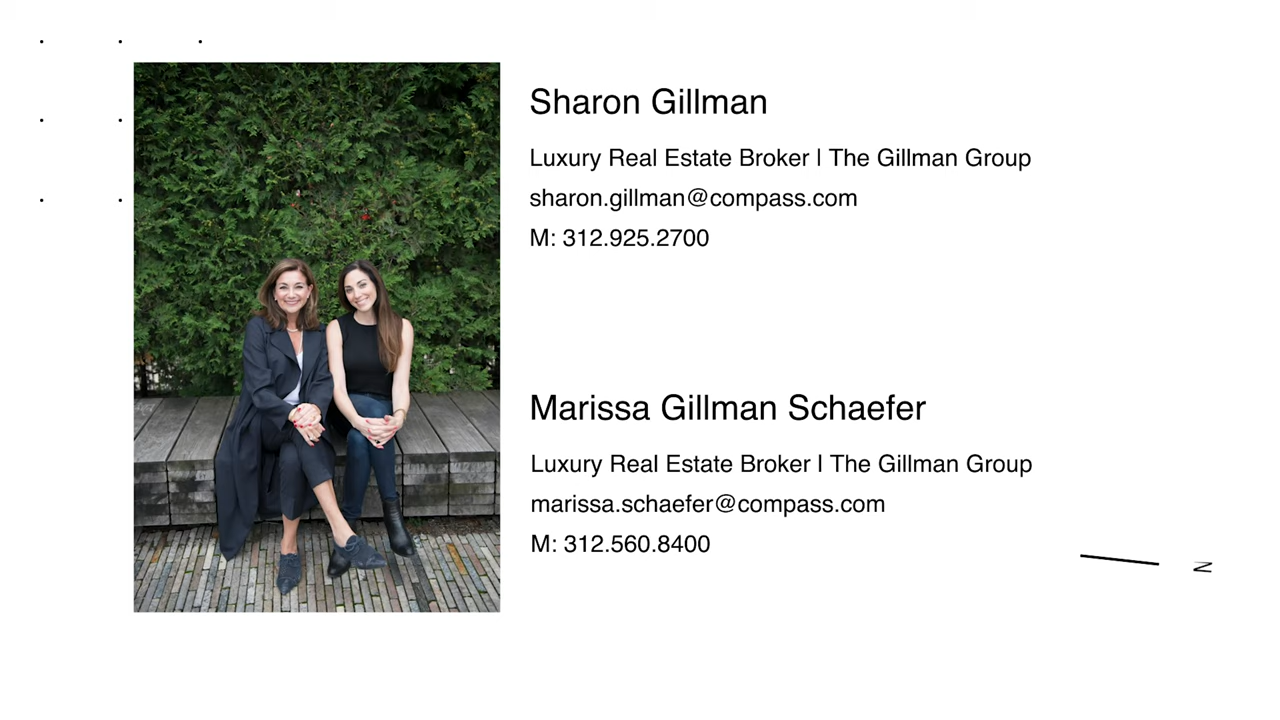 Sharon Gillman
Luxury Real Estate Broker | The Gillman Group
sharon.gillman@compass.com
M: 312.925.2700
Marissa Gillman Schaefer
Luxury Real Estate Broker | The Gillman Group
marissa.schaefer@compass.com
M: 312.560.8400
N